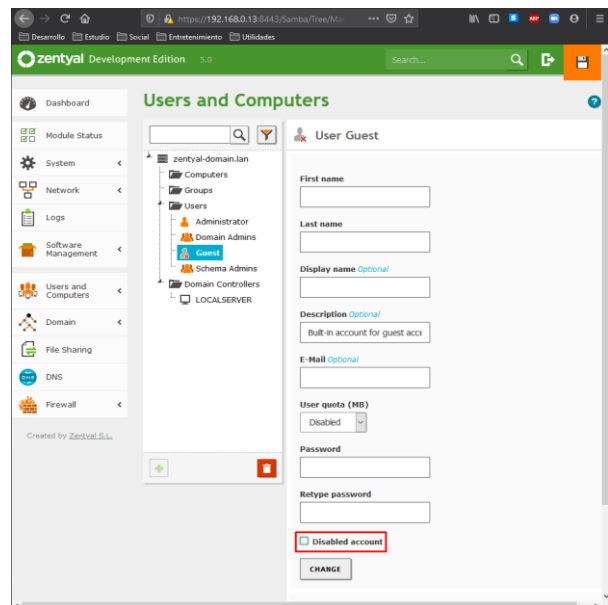 https://192.168.0.13:8443/Samba/Tree/Ma
Desarrollo Estudio Social Entretenimiento Utilidades
zentyal Development Edition 5.0 Search...
Users and Computers
Dashboard
Module Status
System
Network
Logs
Software
Management
Users and
Computers
Domain
File Sharing
DNS
Firewall
Created by Zentyal S.L.
zentyal-domain.lan
Computers
Groups
Users
Administrator
Domain Admins
Guest
Schema Admins
Domain Controllers
LOCALSERVER
User Guest
First name
Last name
Display name Optional
Description Optional
Built-in account for guest acce
E-Mail Optional
User quota (MB)
Disabled
Password
Retype password
Disabled account
CHANGE